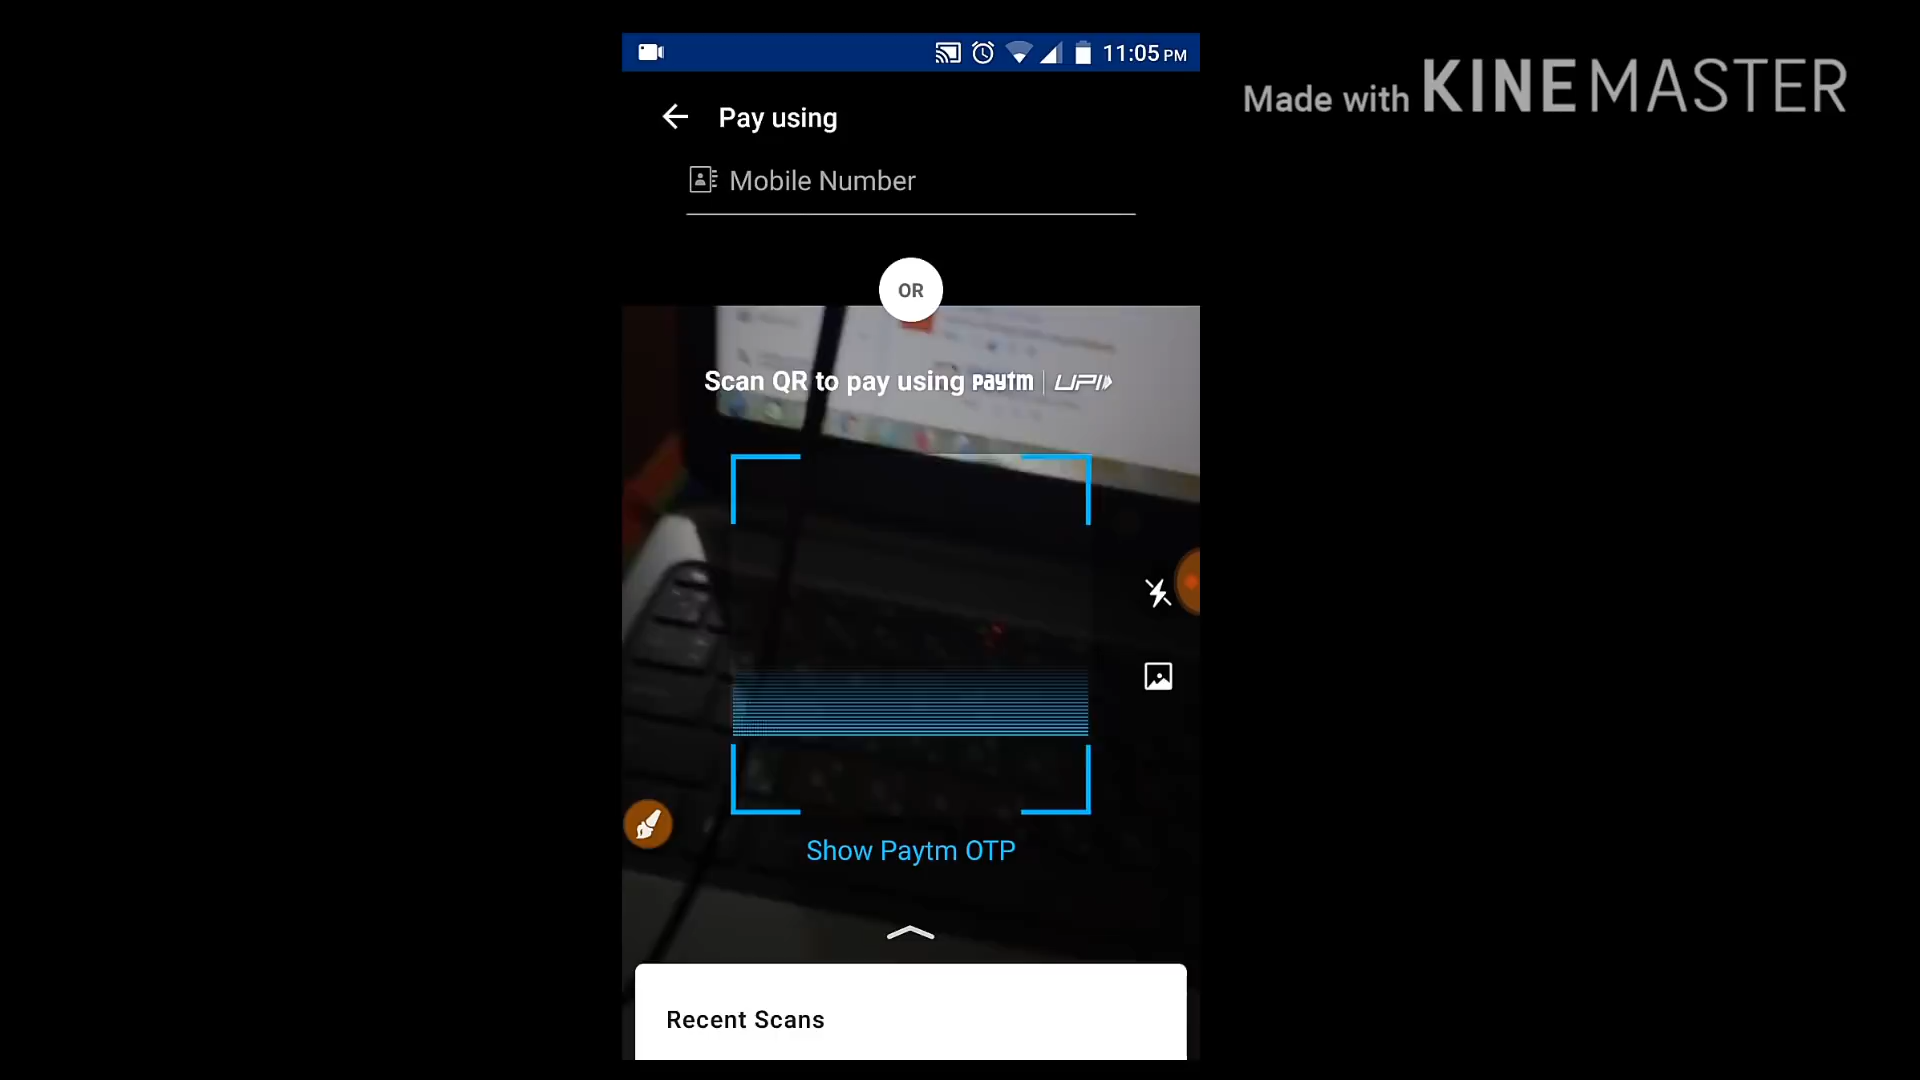 11:05 PM
Made with KINEMASTER
Pay using
Mobile Number
OR
Scan QR to pay using paytm | UPI
Show Paytm OTP
Recent Scans